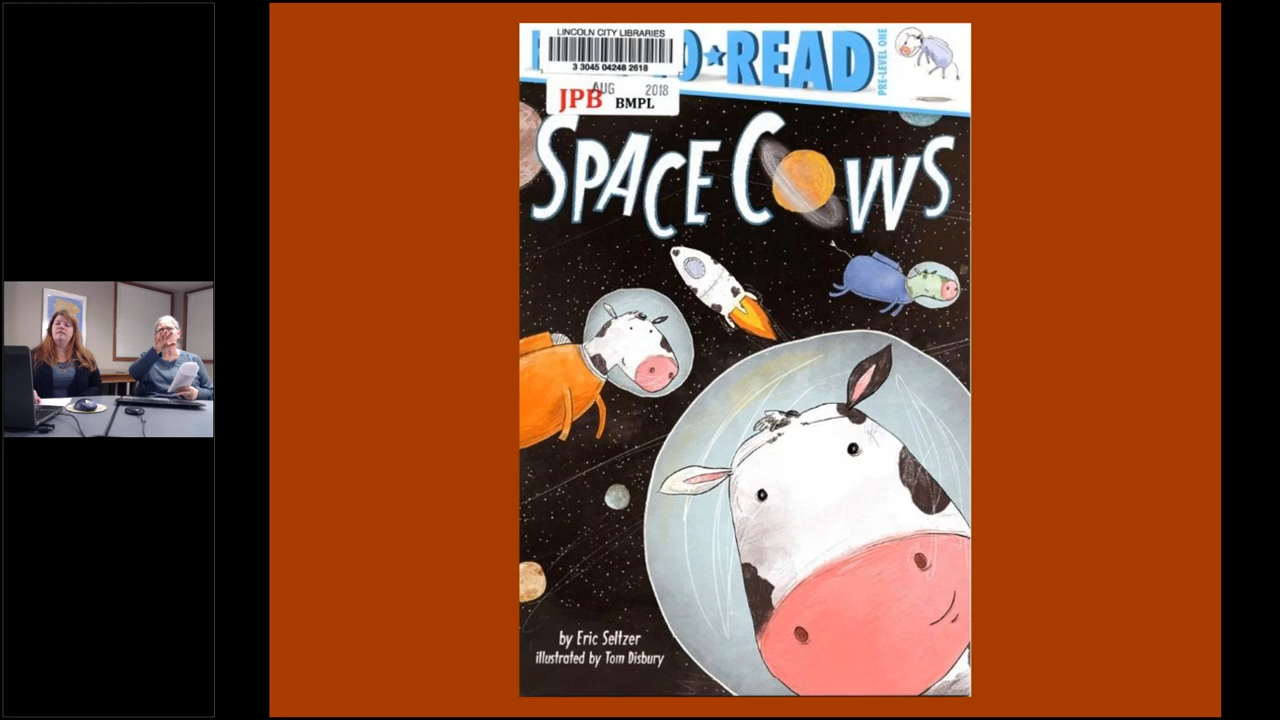 LINCOLN CITY LIBRARIES
3 3045 04248 2618
AUG 2018
JPB BMPL
READ
PRE-LEVEL ONE
SPACE COWS
by Eric Seltzer
illustrated by Tom Disbury